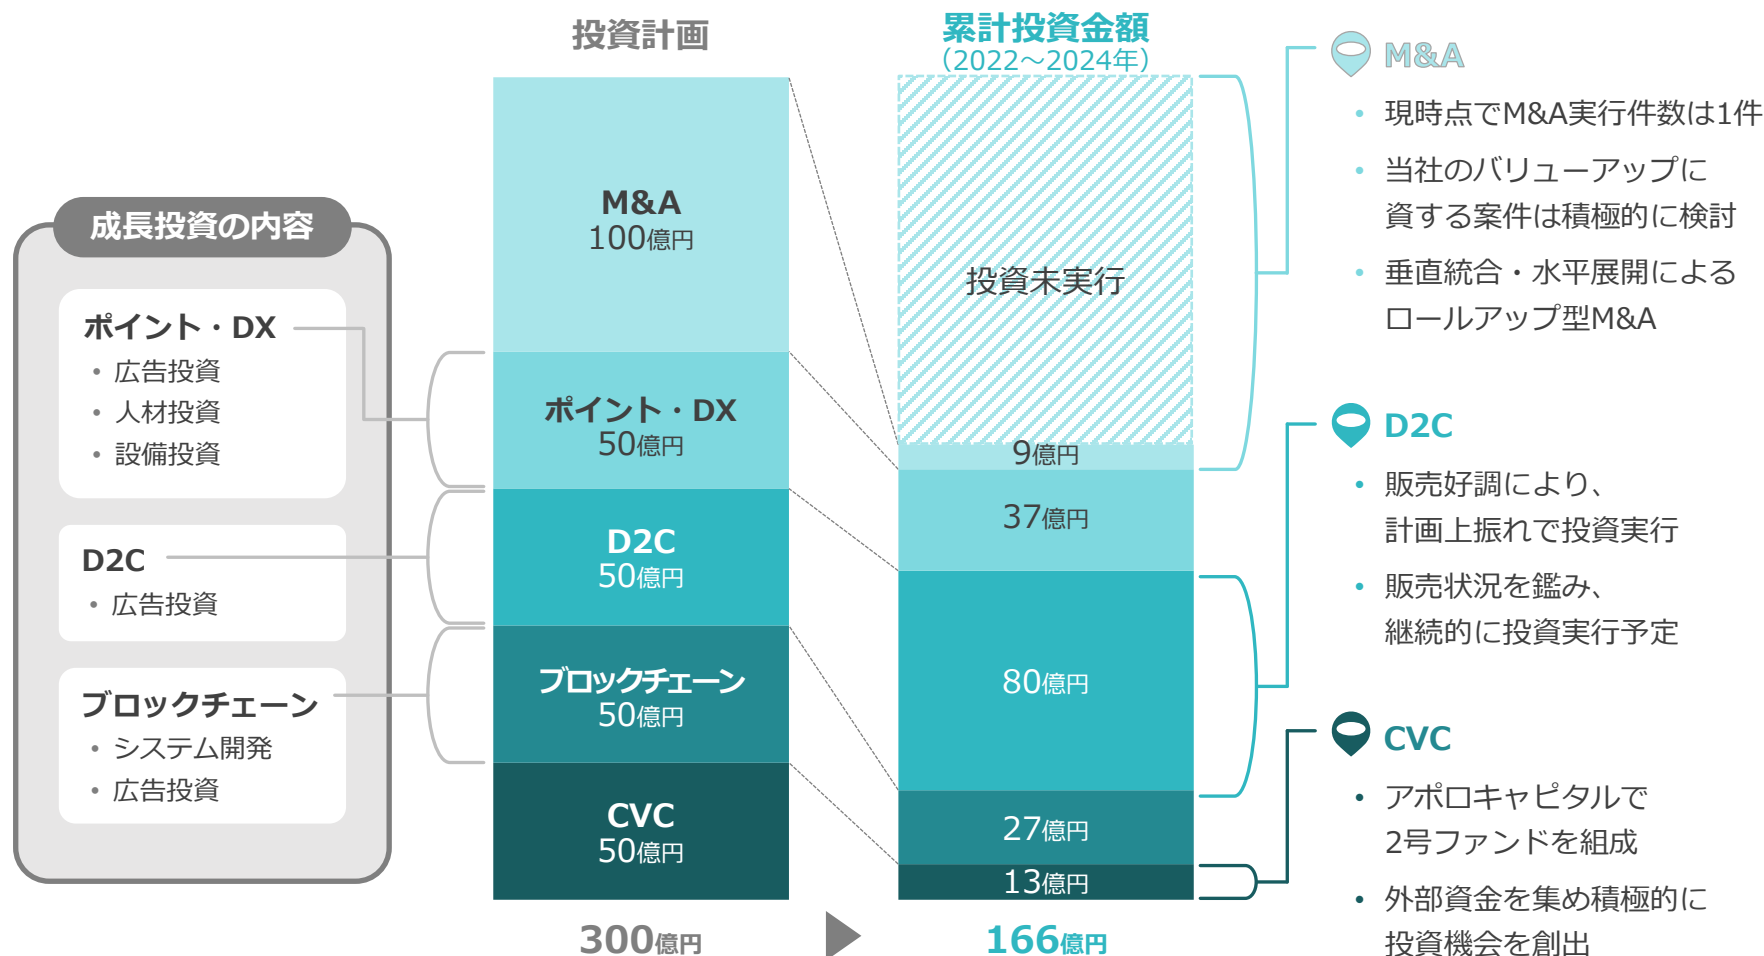 投資計画
累計投資金額
（2022～2024年）
成長投資の内容
ポイント・DX
• 広告投資
• 人材投資
• 設備投資
D2C
• 広告投資
ブロックチェーン
• システム開発
• 広告投資
M&A
100億円
ポイント・DX
50億円
D2C
50億円
ブロックチェーン
50億円
CVC
50億円
300億円
投資未実行
9億円
37億円
80億円
27億円
13億円
166億円
M&A
• 現時点でM&A実行件数は1件
• 当社のバリューアップに
資する案件は積極的に検討
• 垂直統合・水平展開による
ロールアップ型M&A
D2C
• 販売好調により、
計画上振れで投資実行
• 販売状況を鑑み、
継続的に投資実行予定
CVC
• アポロキャピタルで
2号ファンドを組成
• 外部資金を集め積極的に
投資機会を創出